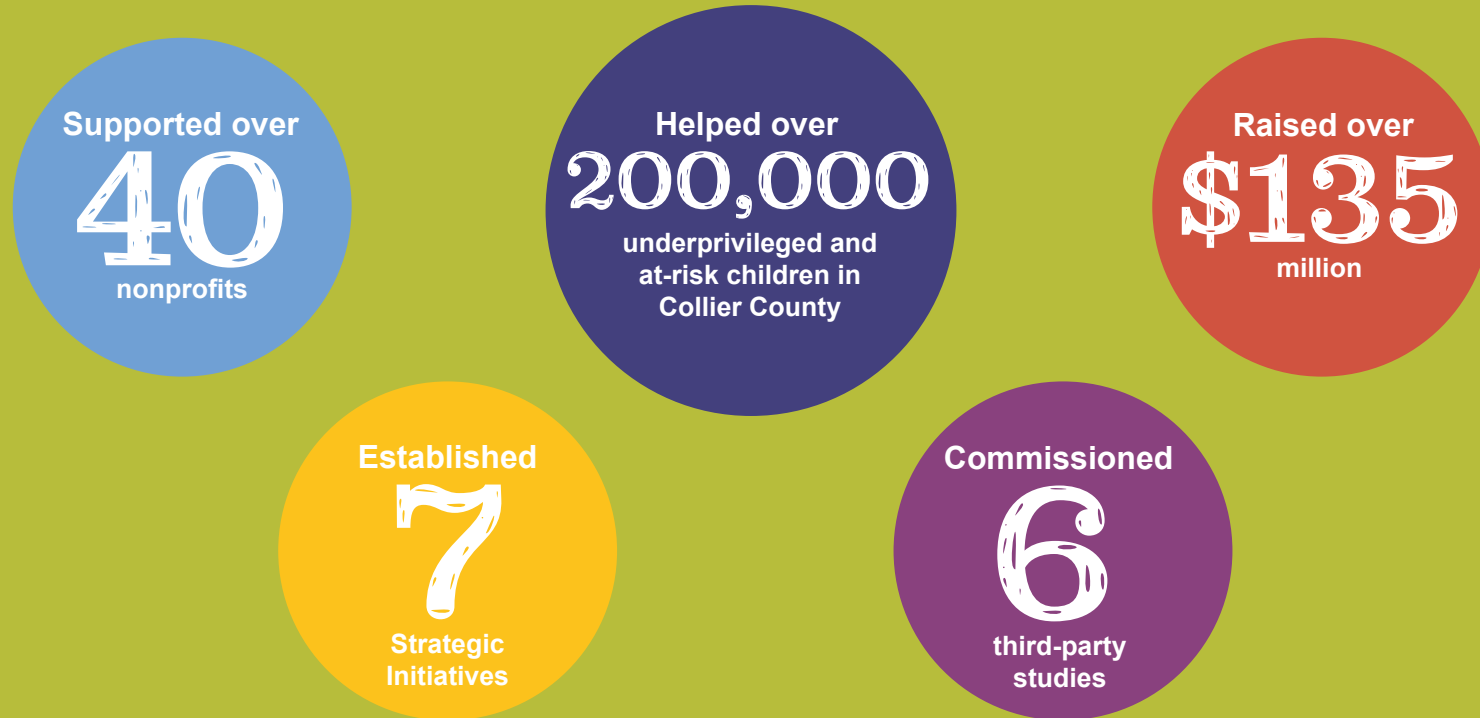 Supported over
40
nonprofits
Helped over
200,000
underprivileged and
at-risk children in
Collier County
Raised over
$135
million
Established
7
Strategic
Initiatives
Commissioned
6
third-party
studies